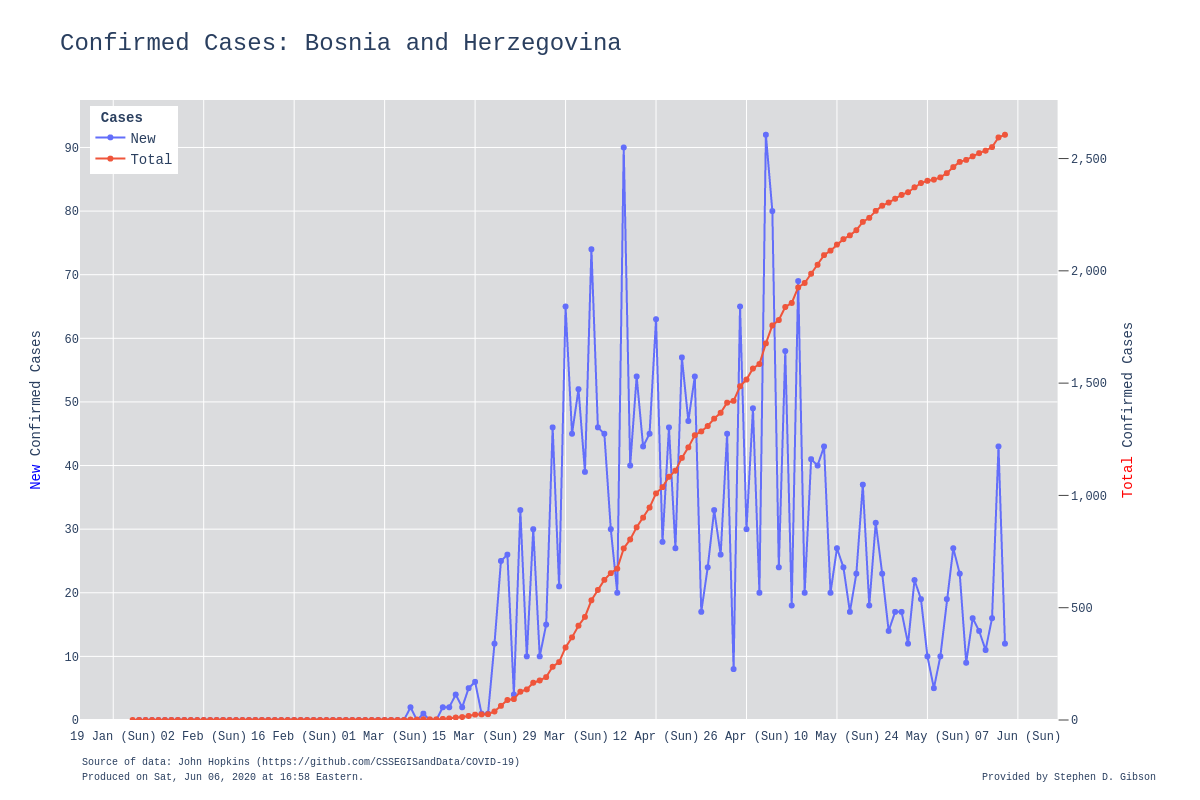 Confirmed Cases: Bosnia and Herzegovina
Cases
New
Total
90
80
70
60
50
40
30
20
10
0
New Confirmed Cases
2,500
2,000
1,500
1,000
500
0
Total Confirmed Cases
19 Jan (Sun) 02 Feb (Sun) 16 Feb (Sun) 01 Mar (Sun) 15 Mar (Sun) 29 Mar (Sun) 12 Apr (Sun) 26 Apr (Sun) 10 May (Sun) 24 May (Sun) 07 Jun (Sun)
Source of data: John Hopkins (https://github.com/CSSEGISandData/COVID-19)
Produced on Sat, Jun 06, 2020 at 16:58 Eastern.
Provided by Stephen D. Gibson